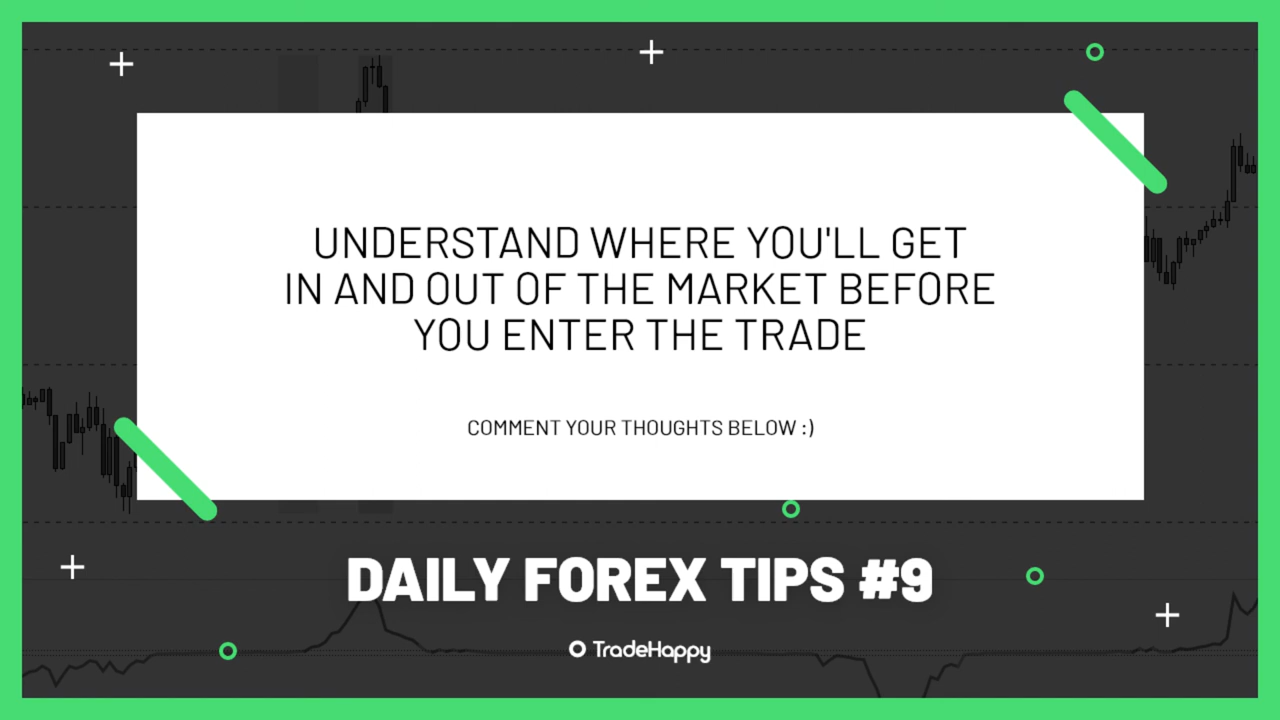 UNDERSTAND WHERE YOU'LL GET
IN AND OUT OF THE MARKET BEFORE
YOU ENTER THE TRADE
COMMENT YOUR THOUGHTS BELOW :)
DAILY FOREX TIPS #9
TradeHappy